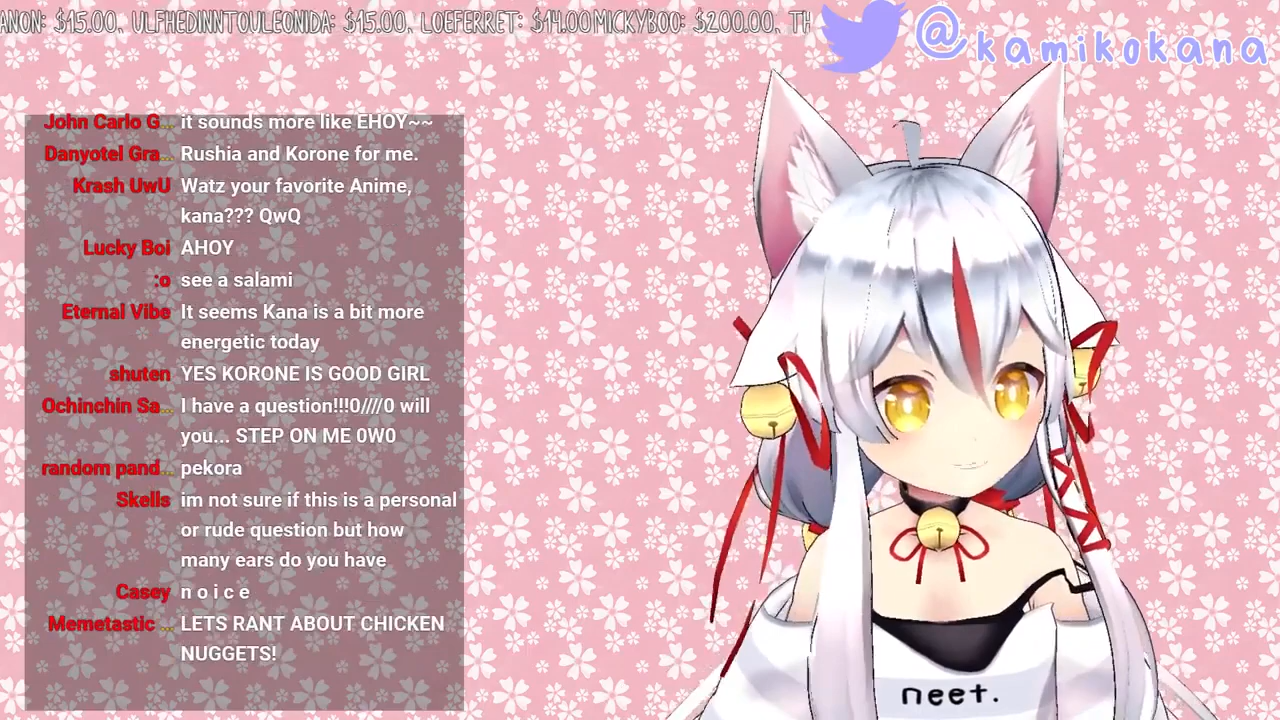 ANON: $15.00, ULFHEDINNTOULEONIDA: $15.00, LOEFERRET: $14.00MICKYBOO: $200.00, TH
@kamikokana
John Carlo G... it sounds more like EHOY~~
Danyotel Gra... Rushia and Korone for me.
Krash UwU Watz your favorite Anime,
kana??? QwQ
Lucky Boi AHOY
:o see a salami
Eternal Vibe It seems Kana is a bit more
energetic today
shuten YES KORONE IS GOOD GIRL
Ochinchin Sa... I have a question!!!0////0 will
you... STEP ON ME 0W0
random pand... pekora
Skells im not sure if this is a personal
or rude question but how
many ears do you have
Casey n o i c e
Memetastic ... LETS RANT ABOUT CHICKEN
NUGGETS!
neet.